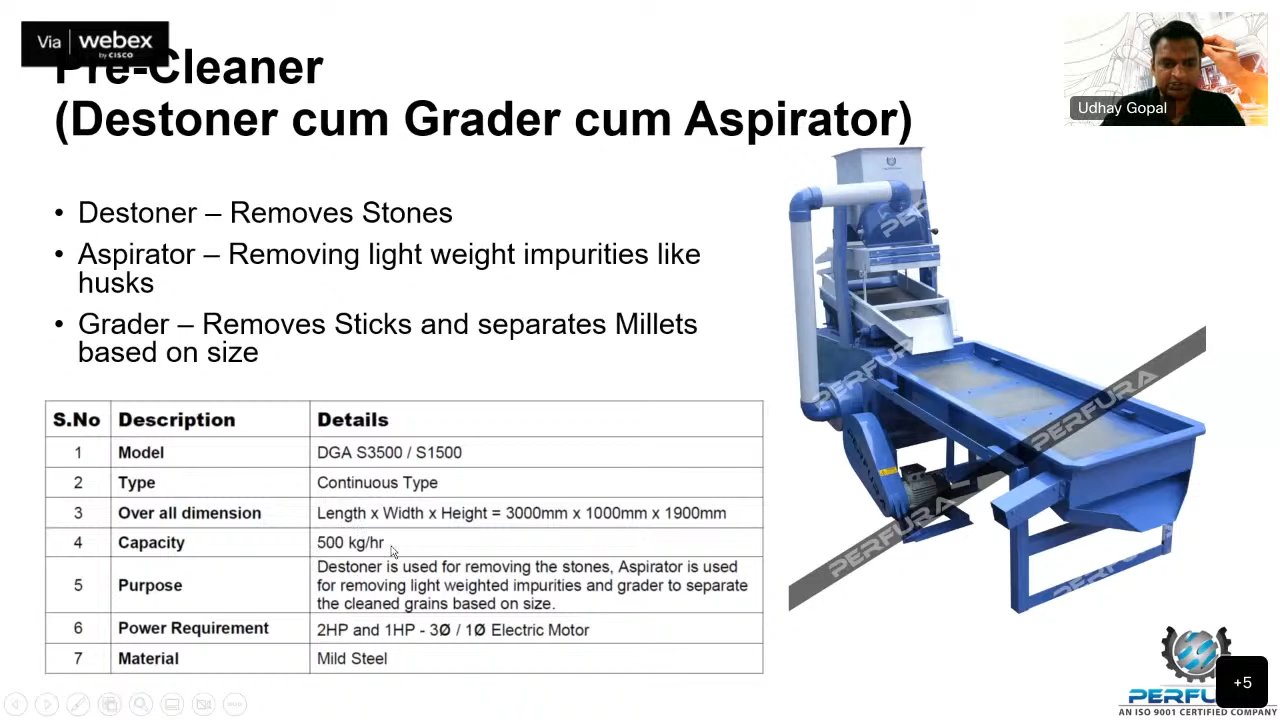 Via webex
by CISCO
Pre-Cleaner
(Destoner cum Grader cum Aspirator)
Udhay Gopal
• Destoner – Removes Stones
• Aspirator – Removing light weight impurities like
husks
• Grader – Removes Sticks and separates Millets
based on size
S.No Description Details
1 Model DGA S3500 / S1500
2 Type Continuous Type
3 Over all dimension Length x Width x Height = 3000mm x 1000mm x 1900mm
4 Capacity 500 kg/hr
5 Purpose Destoner is used for removing the stones, Aspirator is used
for removing light weighted impurities and grader to separate
the cleaned grains based on size.
6 Power Requirement 2HP and 1HP - 3Ø / 1Ø Electric Motor
7 Material Mild Steel
PERFURA
PERFURA
PERFURA
+5
AN ISO 9001 CERTIFIED COMPANY